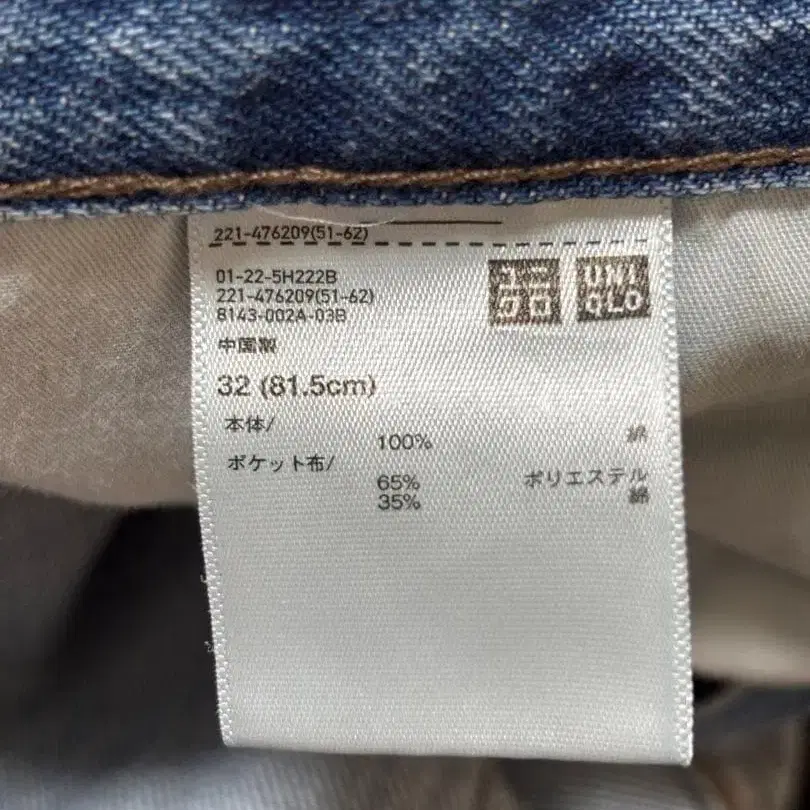 221-476209(51-62)
01-22-5H222B
221-476209(51-62)
8143-002A-03B
ユニ
クロ
UNI
QLO
中国製
32 (81.5cm)
本体/
100% 綿
ポケット布/
65% ポリエステル
35% 綿